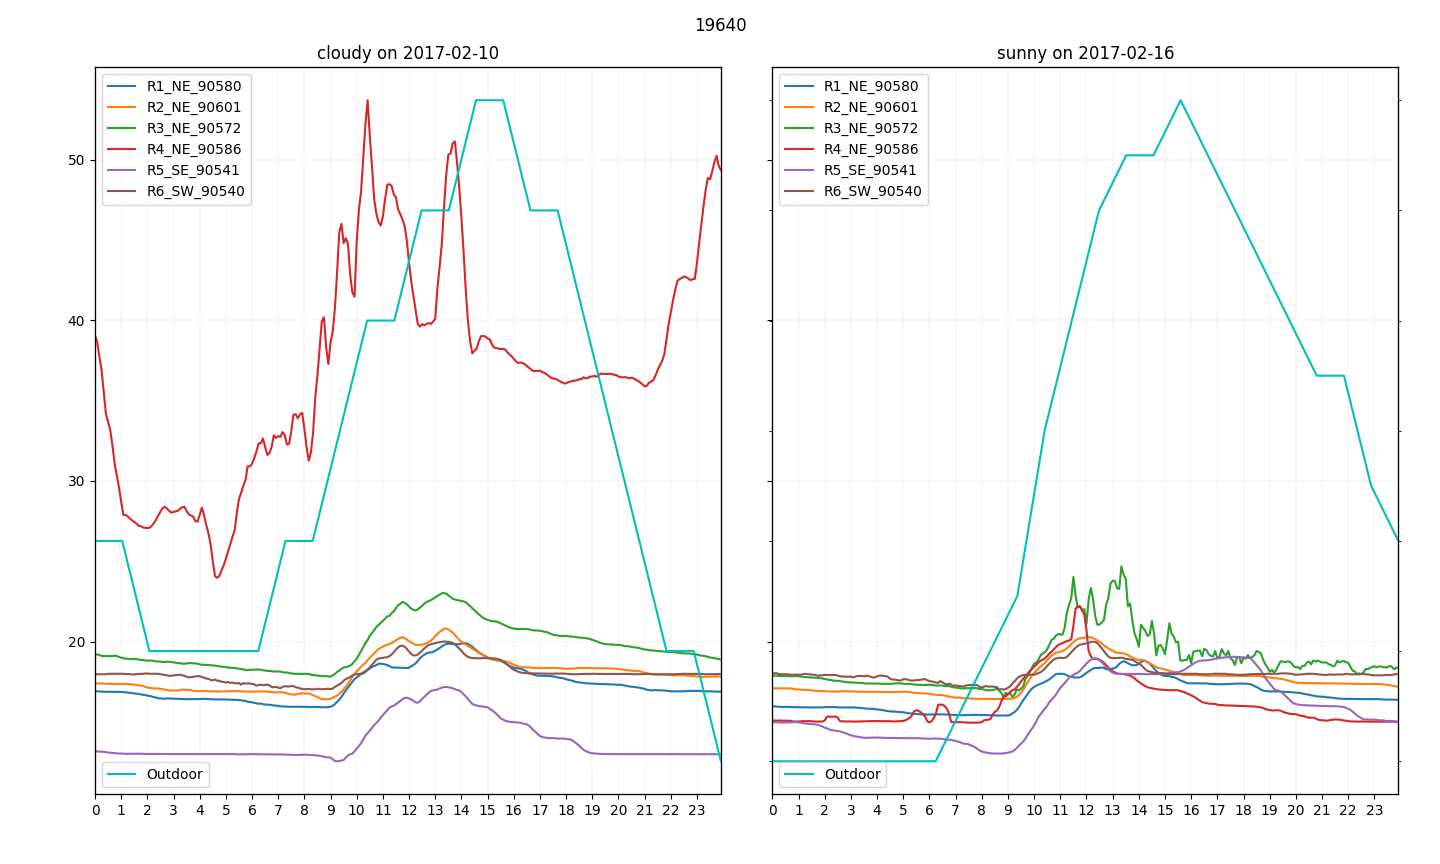 19640
cloudy on 2017-02-10
R1_NE_90580
R2_NE_90601
R3_NE_90572
R4_NE_90586
R5_SE_90541
R6_SW_90540
50
40
30
20
Outdoor
0 1 2 3 4 5 6 7 8 9 10 11 12 13 14 15 16 17 18 19 20 21 22 23
sunny on 2017-02-16
R1_NE_90580
R2_NE_90601
R3_NE_90572
R4_NE_90586
R5_SE_90541
R6_SW_90540
Outdoor
0 1 2 3 4 5 6 7 8 9 10 11 12 13 14 15 16 17 18 19 20 21 22 23